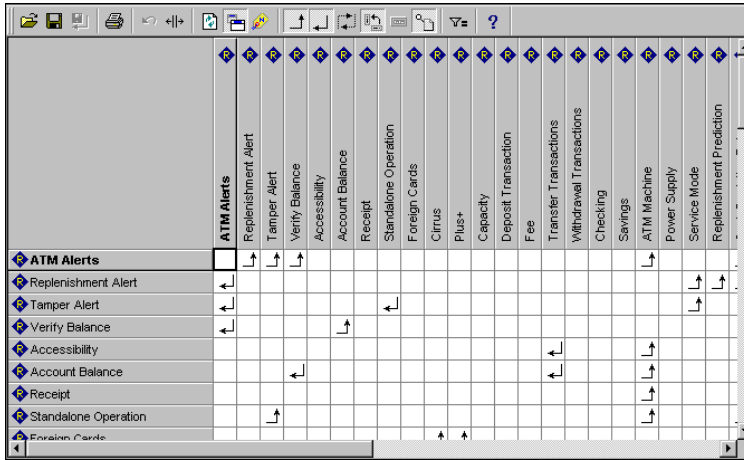 ATM Alerts
Replenishment Alert
Tamper Alert
Verify Balance
Accessibility
Account Balance
Receipt
Standalone Operation
Foreign Cards
Cirrus
Plus+
Capacity
Deposit Transaction
Fee
Transfer Transactions
Withdrawal Transactions
Checking
Savings
ATM Machine
Power Supply
Service Mode
Replenishment Prediction
ATM Alerts
Replenishment Alert
Tamper Alert
Verify Balance
Accessibility
Account Balance
Receipt
Standalone Operation
Foreign Cards